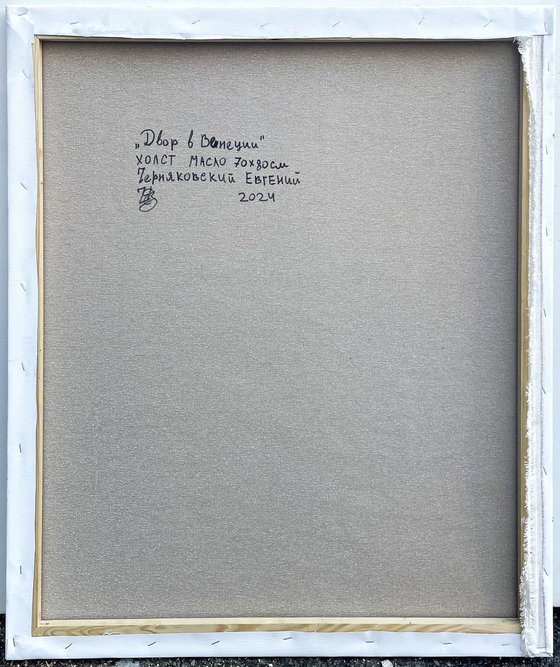 „Двор в Венеции"
ХОЛСТ МАСЛО 70х80см
Черняковский ЕВГЕНИЙ
2024